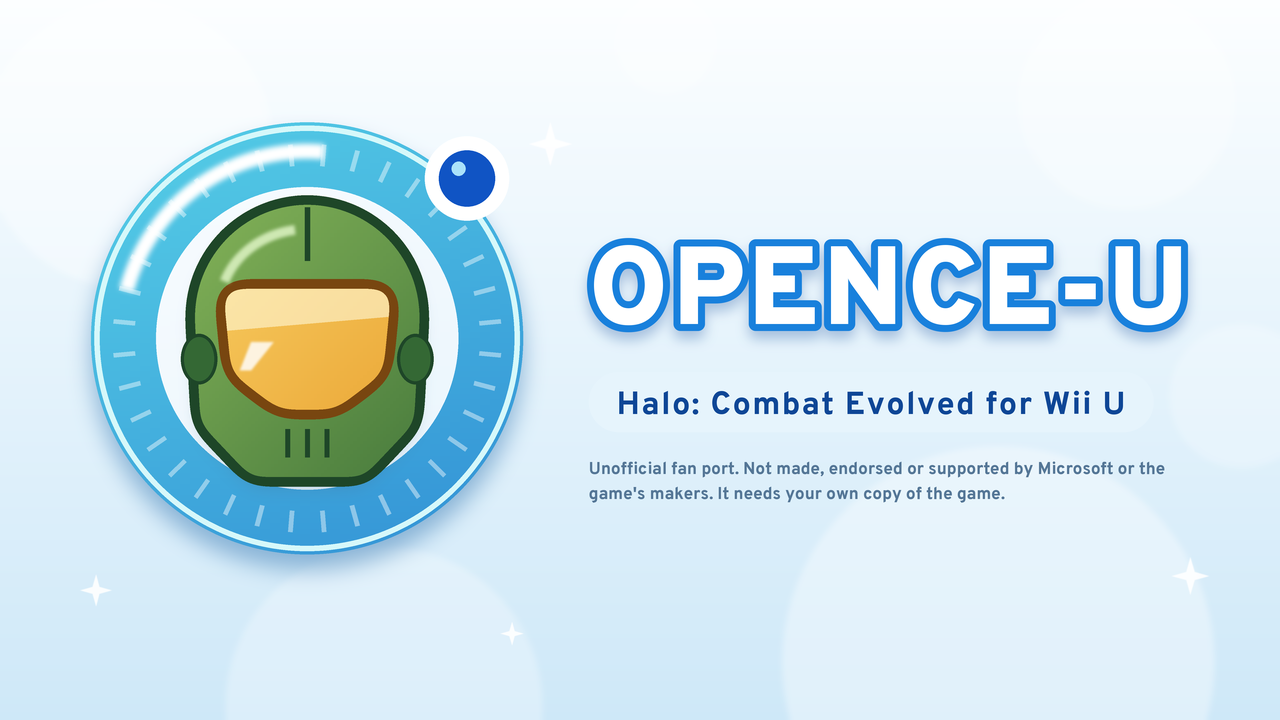 OPENCE-U
Halo: Combat Evolved for Wii U
Unofficial fan port. Not made, endorsed or supported by Microsoft or the
game's makers. It needs your own copy of the game.